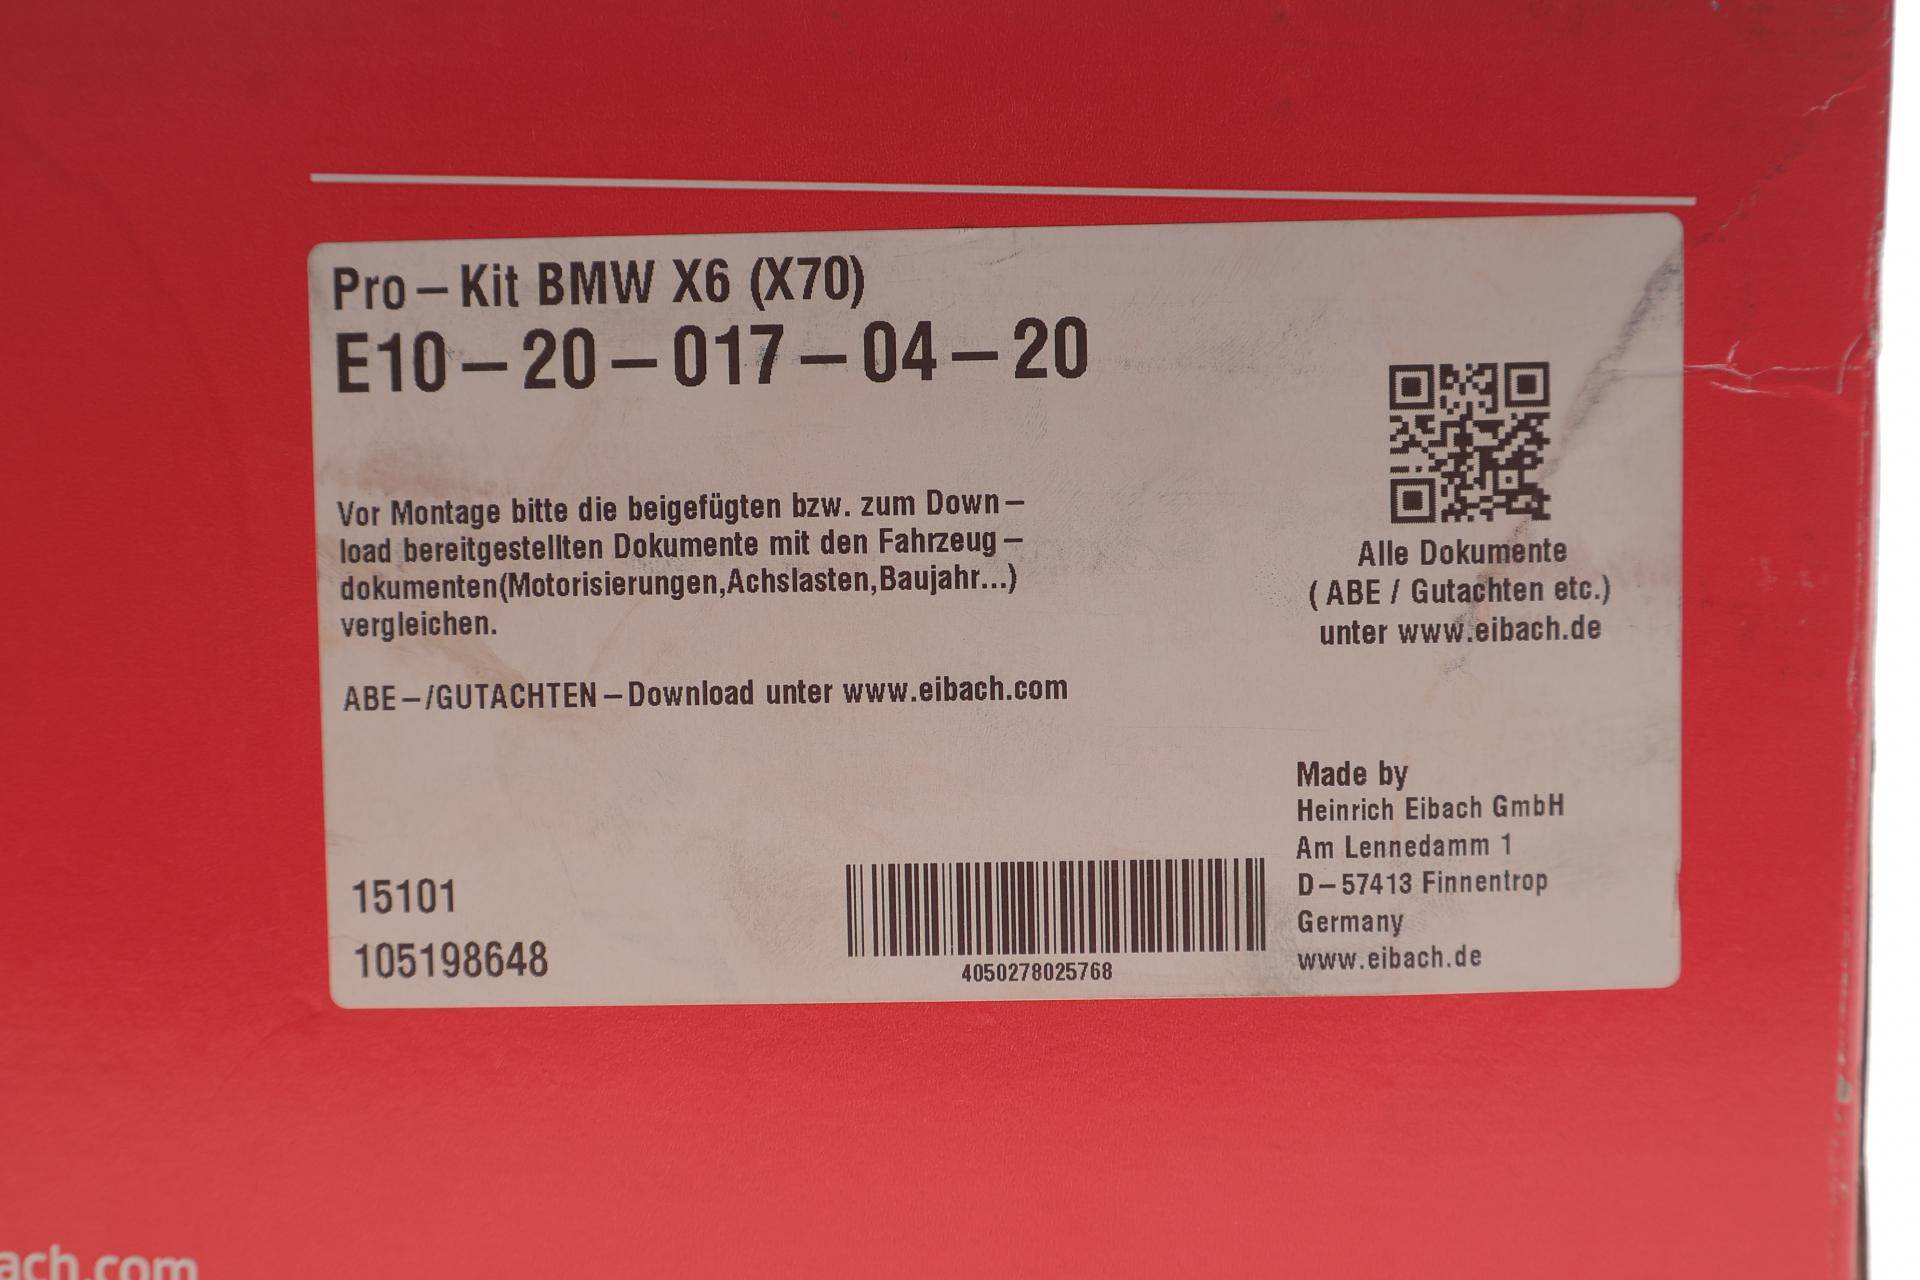 Pro-Kit BMW X6 (X70)
E10-20-017-04-20
Vor Montage bitte die beigefügten bzw. zum Down-
load bereitgestellten Dokumente mit den Fahrzeug-
dokumenten(Motorisierungen,Achslasten,Baujahr...)
vergleichen.
ABE-/GUTACHTEN-Download unter www.eibach.com
Alle Dokumente
( ABE / Gutachten etc.)
unter www.eibach.de
15101
105198648
4050278025768
Made by
Heinrich Eibach GmbH
Am Lennedamm 1
D-57413 Finnentrop
Germany
www.eibach.de
ach.com